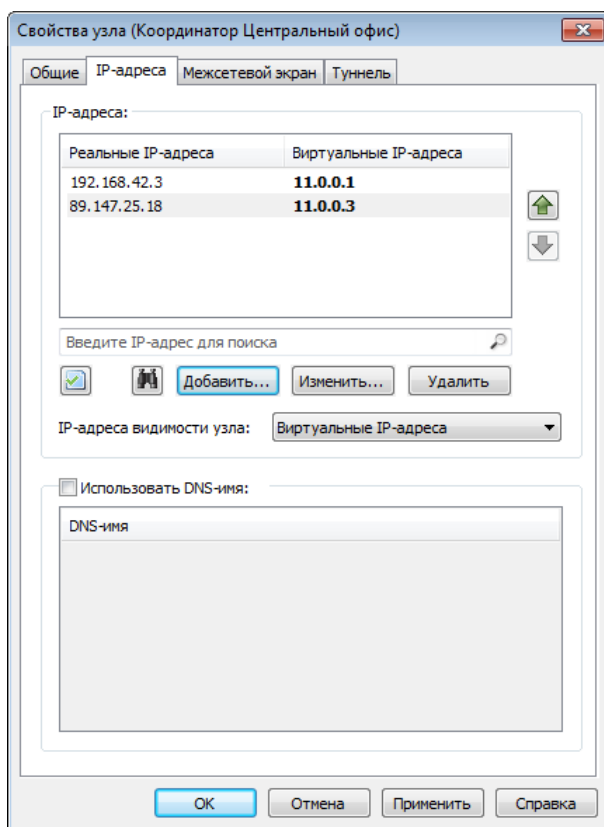 Свойства узла (Координатор Центральный офис)
Общие IP-адреса Межсетевой экран Туннель
IP-адреса:
Реальные IP-адреса Виртуальные IP-адреса
192.168.42.3 11.0.0.1
89.147.25.18 11.0.0.3
Введите IP-адрес для поиска
Добавить... Изменить... Удалить
IP-адреса видимости узла: Виртуальные IP-адреса
Использовать DNS-имя:
DNS-имя
OK Отмена Применить Справка